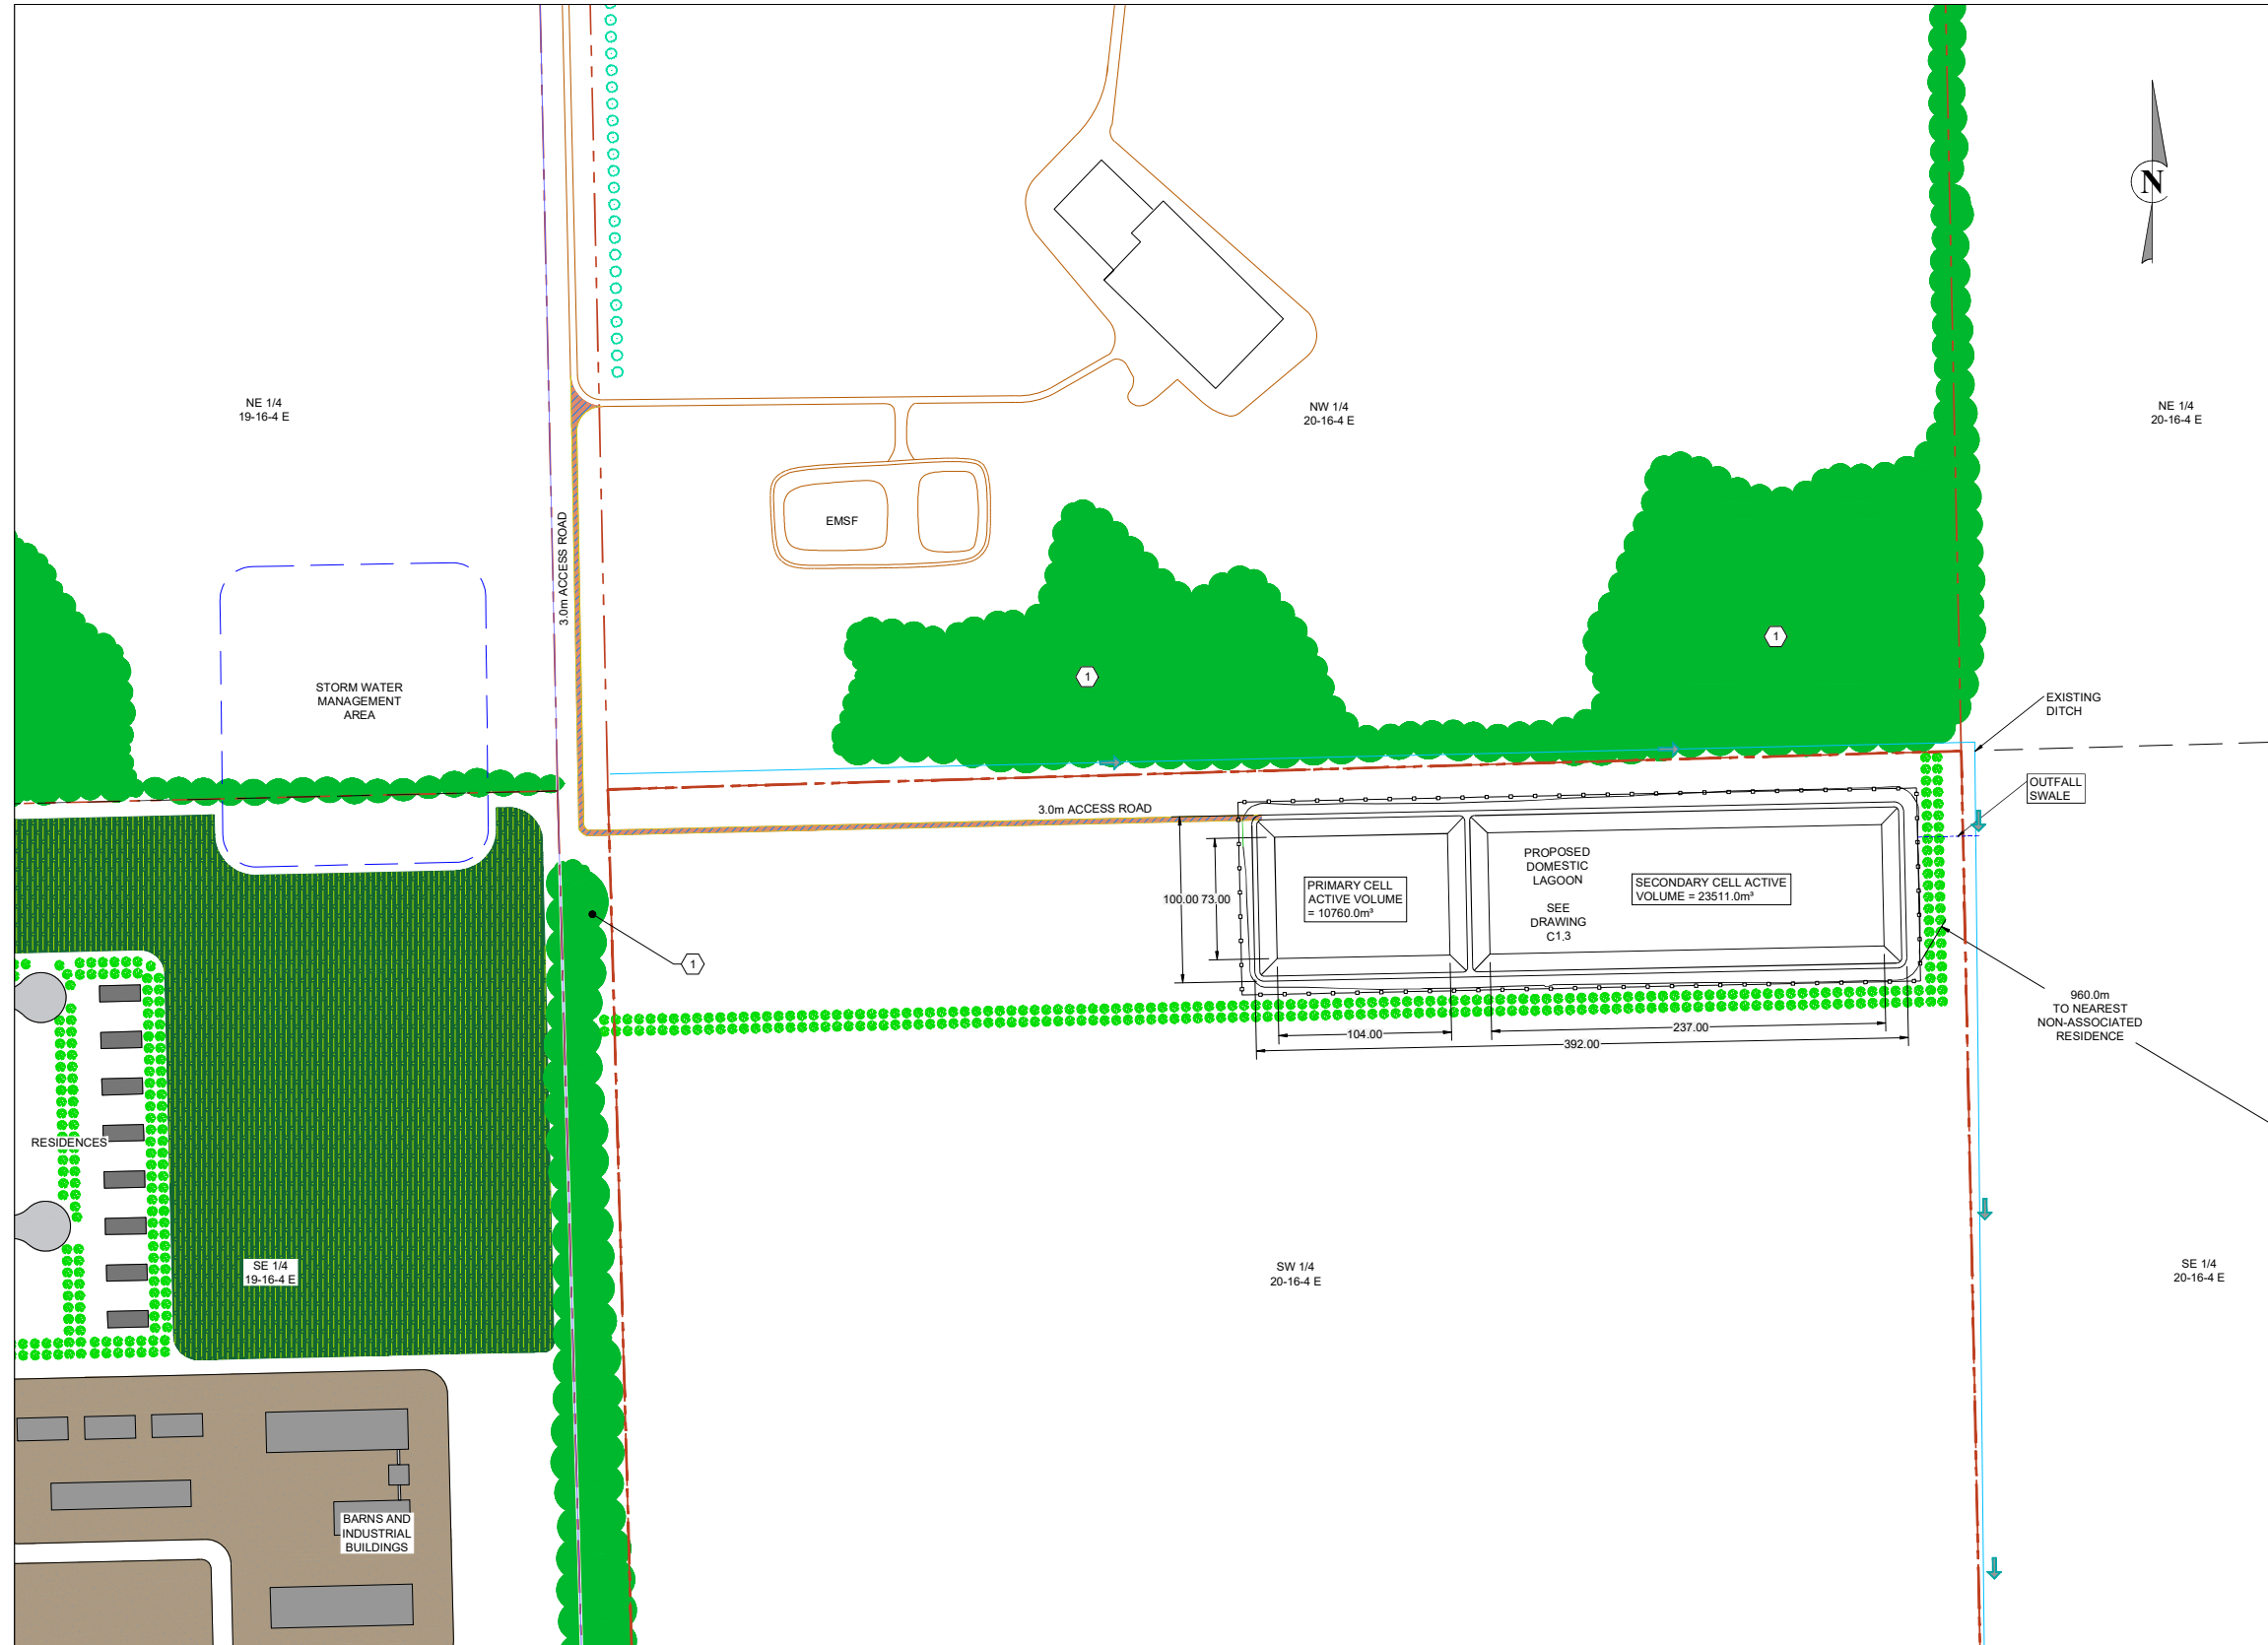 N
NE 1/4
19-16-4 E
NW 1/4
20-16-4 E
NE 1/4
20-16-4 E
3.0m ACCESS ROAD
EMSF
1
1
STORM WATER
MANAGEMENT
AREA
EXISTING
DITCH
OUTFALL
SWALE
3.0m ACCESS ROAD
PROPOSED
DOMESTIC
LAGOON
SEE
DRAWING
C1.3
PRIMARY CELL
ACTIVE VOLUME
= 10760.0m³
SECONDARY CELL ACTIVE
VOLUME = 23511.0m³
100.00
73.00
1
960.0m
TO NEAREST
NON-ASSOCIATED
RESIDENCE
104.00
237.00
392.00
RESIDENCES
SE 1/4
19-16-4 E
SW 1/4
20-16-4 E
SE 1/4
20-16-4 E
BARNS AND
INDUSTRIAL
BUILDINGS